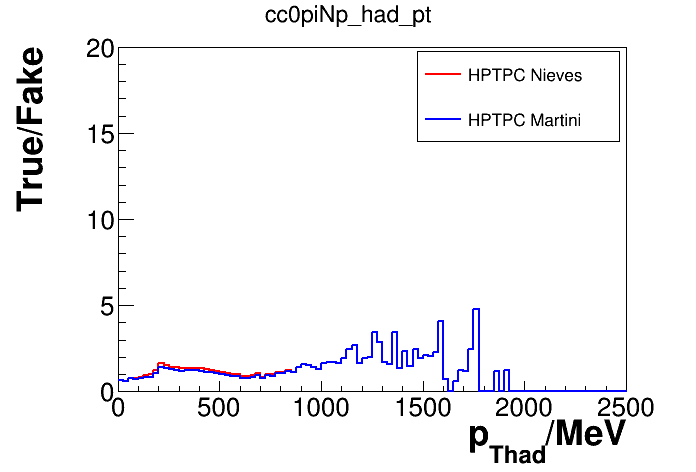 cc0piNp_had_pt
True/Fake
20
15
10
5
0
HPTPC Nieves
HPTPC Martini
0 500 1000 1500 2000 2500
pThad/MeV